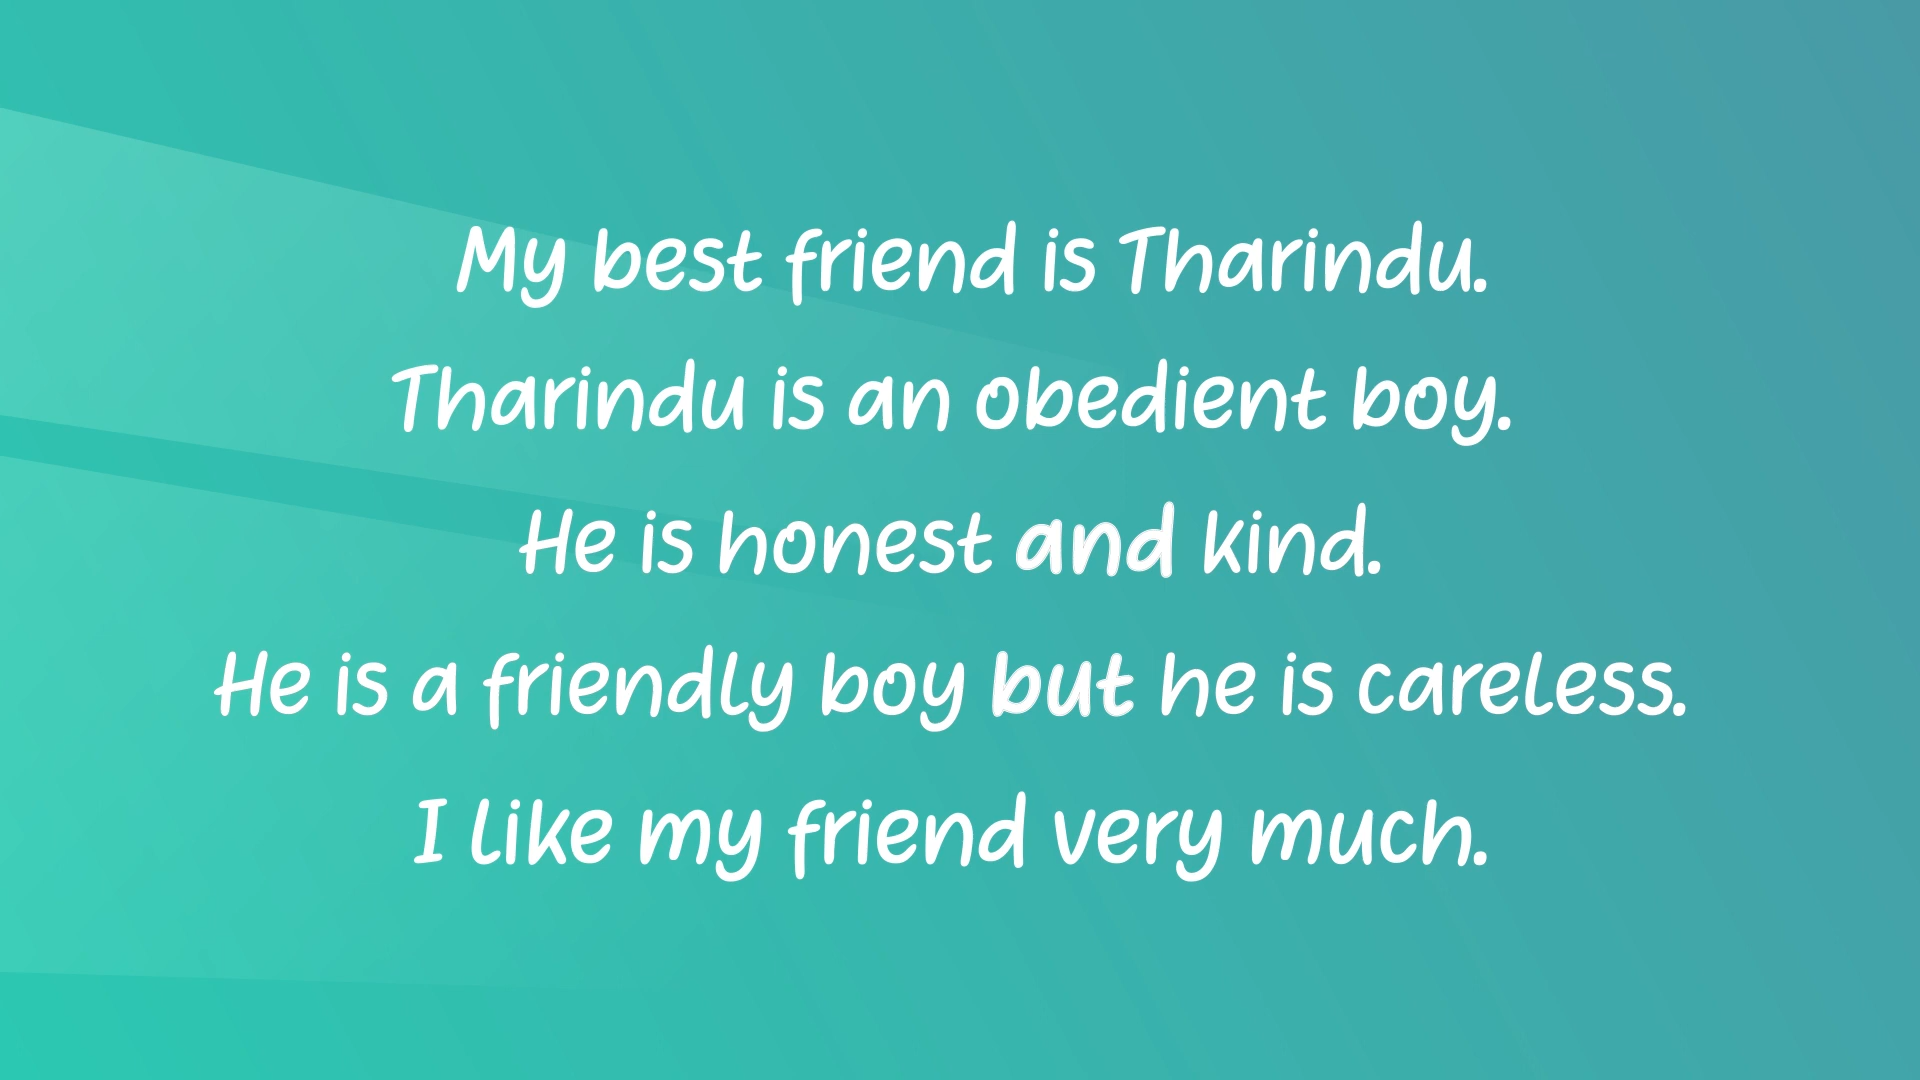 My best friend is Tharindu.
Tharindu is an obedient boy.
He is honest and kind.
He is a friendly boy but he is careless.
I like my friend very much.